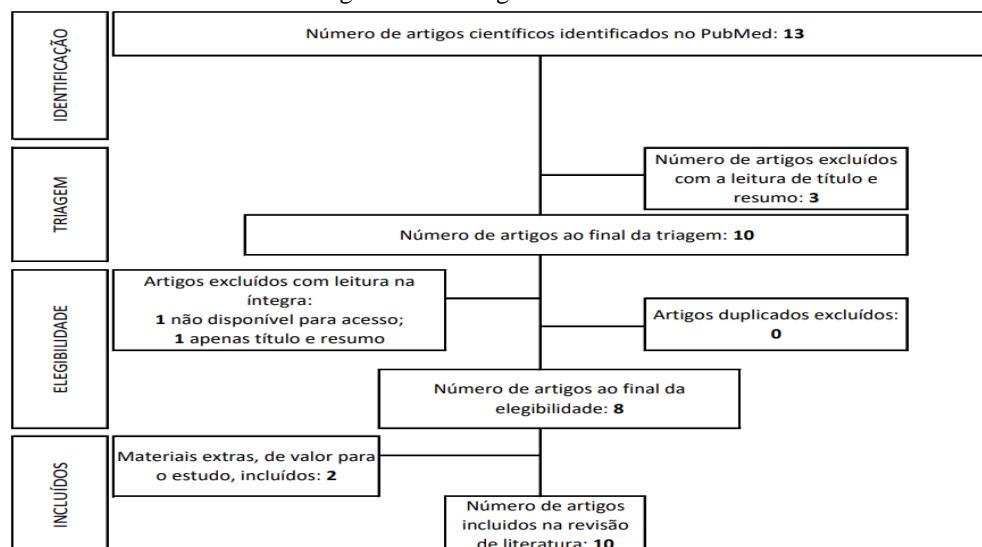 IDENTIFICAÇÃO
Número de artigos científicos identificados no PubMed: 13
TRIAGEM
Número de artigos excluídos
com a leitura de título e
resumo: 3
Número de artigos ao final da triagem: 10
ELEGIBILIDADE
Artigos excluídos com leitura na
íntegra:
1 não disponível para acesso;
1 apenas título e resumo
Artigos duplicados excluídos:
0
Número de artigos ao final da
elegibilidade: 8
INCLUÍDOS
Materiais extras, de valor para
o estudo, incluídos: 2
Número de artigos
incluidos na revisão
de literatura: 10